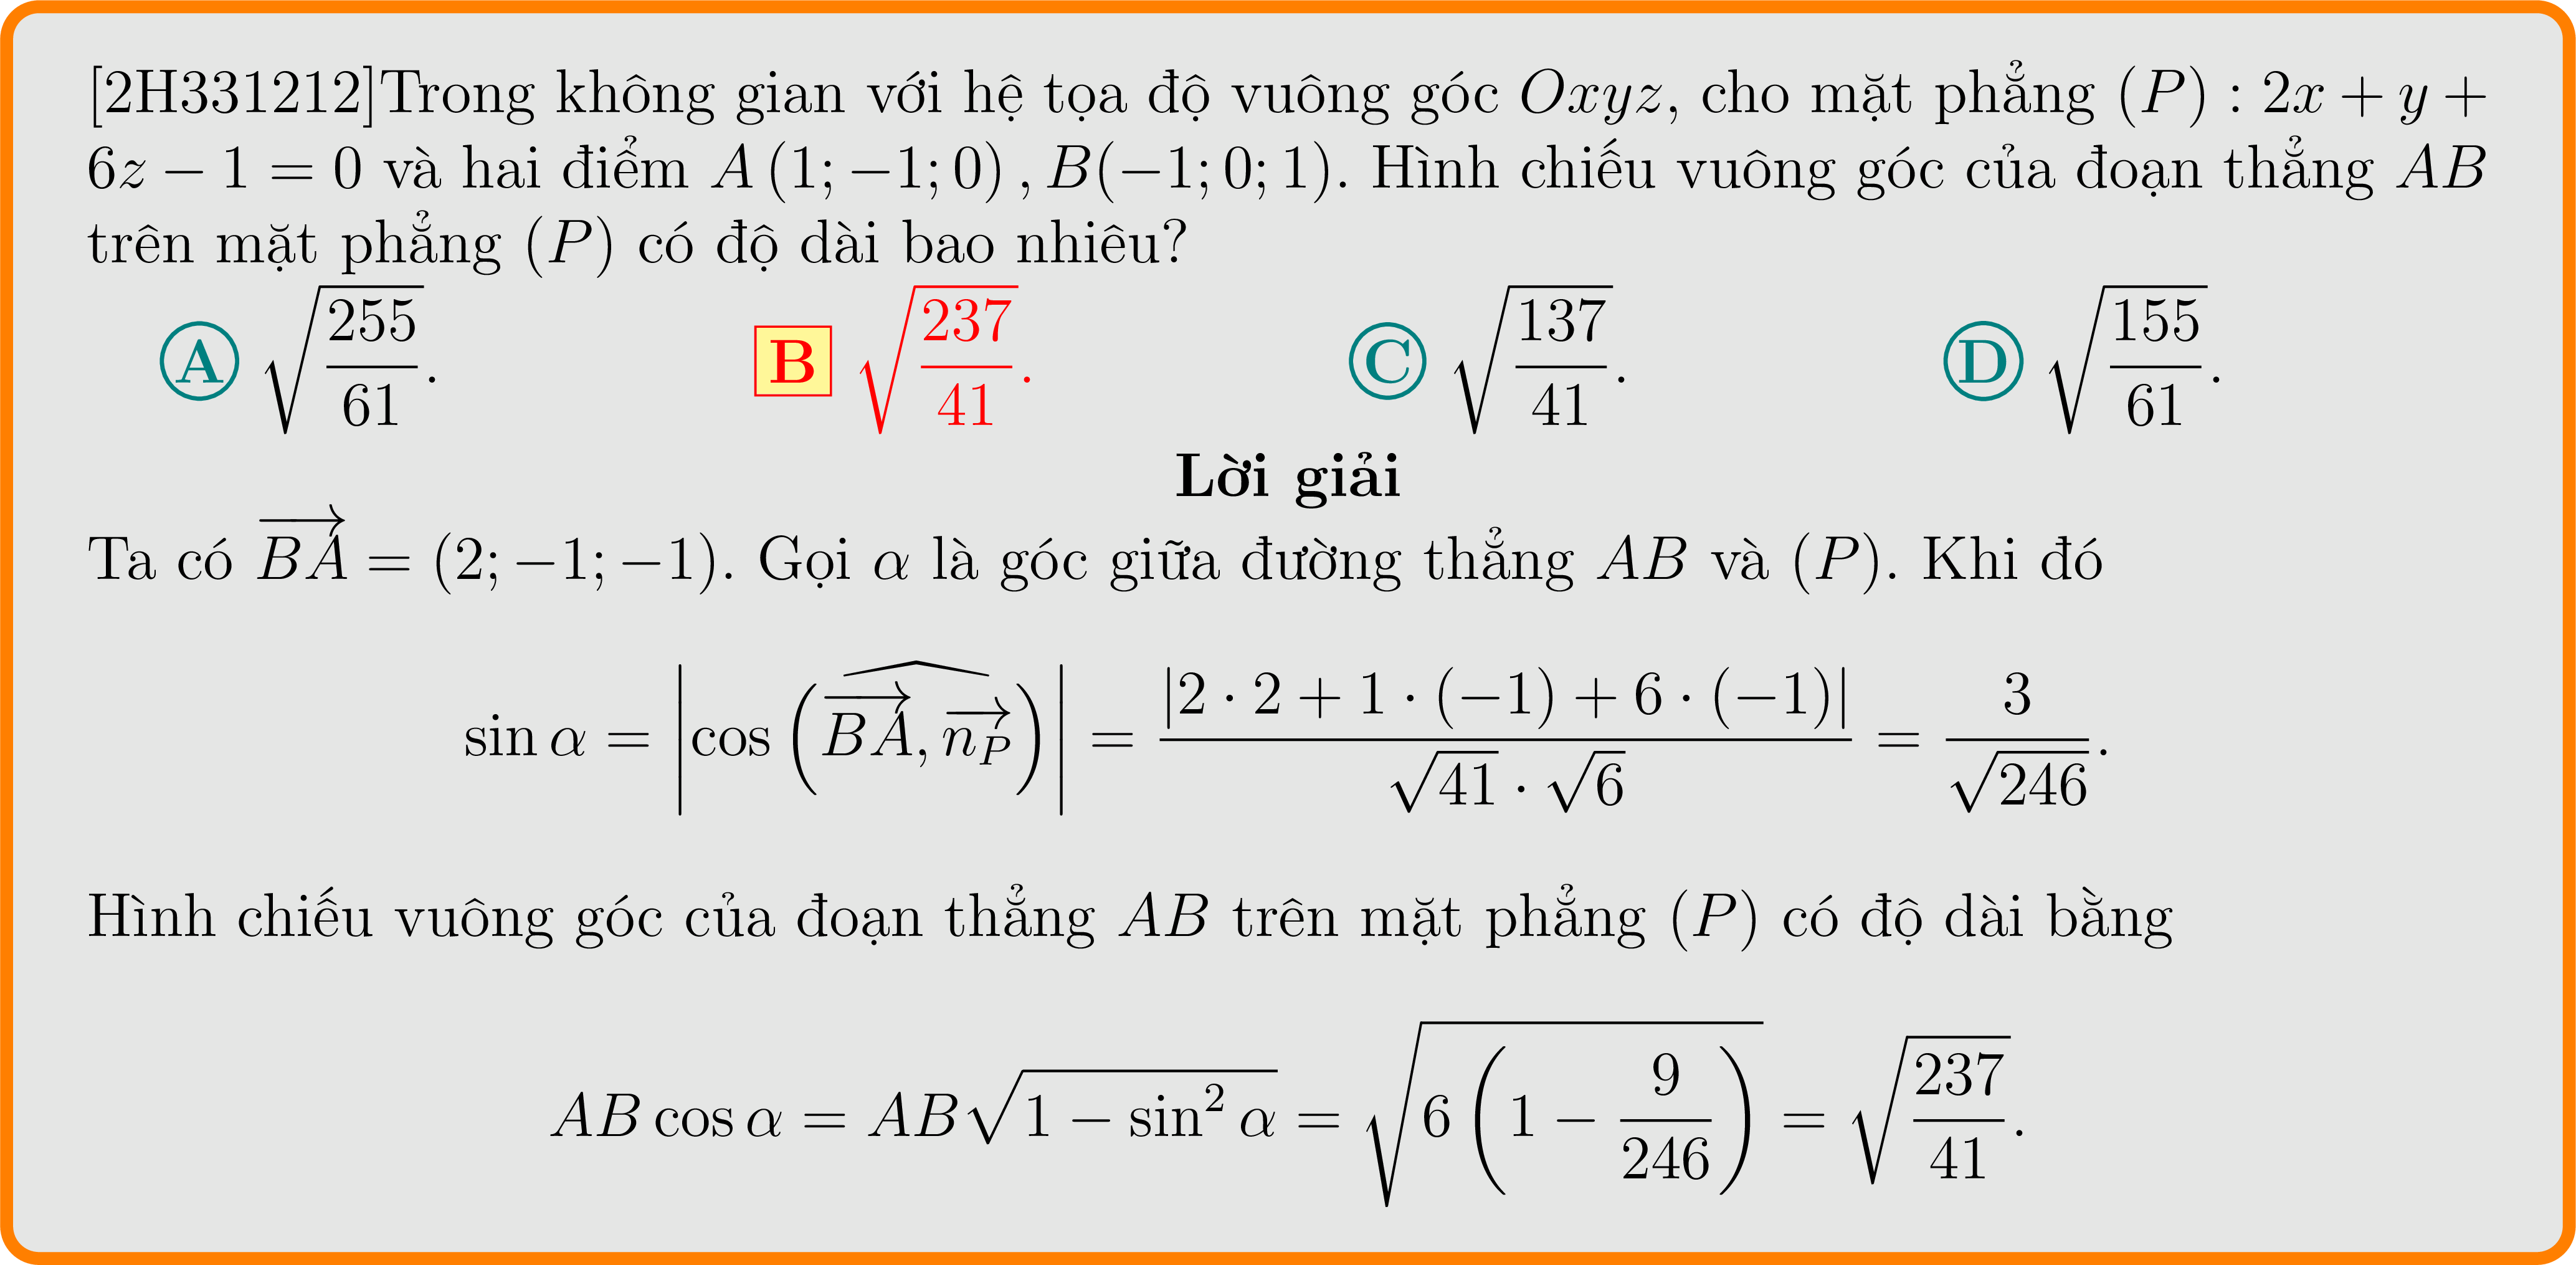 [2H331212]Trong không gian với hệ tọa độ vuông góc $Oxyz$, cho mặt phẳng $(P) : 2x + y +$
$6z - 1 = 0$ và hai điểm $A\,(1; -1; 0)\,, B(-1; 0; 1)$. Hình chiếu vuông góc của đoạn thẳng $AB$
trên mặt phẳng $(P)$ có độ dài bao nhiêu?
A $\sqrt{\frac{255}{61}}$. B $\sqrt{\frac{237}{41}}$. C $\sqrt{\frac{137}{41}}$. D $\sqrt{\frac{155}{61}}$.
Lời giải
Ta có $\overrightarrow{BA} = (2; -1; -1)$. Gọi $\alpha$ là góc giữa đường thẳng $AB$ và $(P)$. Khi đó
$\sin\alpha = \left|\cos\left(\widehat{\overrightarrow{BA}, \overrightarrow{n_P}}\right)\right| = \frac{|2 \cdot 2 + 1 \cdot (-1) + 6 \cdot (-1)|}{\sqrt{41} \cdot \sqrt{6}} = \frac{3}{\sqrt{246}}$.
Hình chiếu vuông góc của đoạn thẳng $AB$ trên mặt phẳng $(P)$ có độ dài bằng
$AB\cos\alpha = AB\sqrt{1 - \sin^2\alpha} = \sqrt{6\left(1 - \frac{9}{246}\right)} = \sqrt{\frac{237}{41}}$.